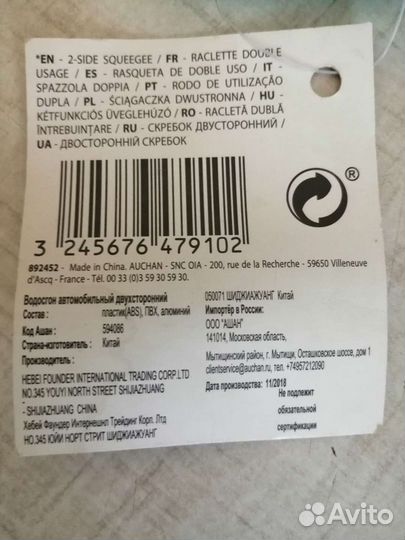 *EN - 2-SIDE SQUEEGEE / FR - RACLETTE DOUBLE
USAGE / ES - RASQUETA DE DOBLE USO / IT -
SPAZZOLA DOPPIA / PT - RODO DE UTILIZAÇÃO
DUPLA / PL - ŚCIĄGACZKA DWUSTRONNA / HU -
KÉTFUNKCIÓS ÜVEGLEHÚZÓ / RO - RACLETĂ DUBLĂ
ÎNTREBUINȚARE / RU - СКРЕБОК ДВУСТОРОННИЙ /
UA - ДВОСТОРОННІЙ СКРЕБОК
®
3 245676 479102
892452 - Made in China. AUCHAN - SNC OIA - 200, rue de la Recherche - 59650 Villeneuve
d'Ascq - France - Tél. 00 33 (0)3 59 30 59 30.
Водосгон автомобильный двухсторонний
Состав : пластик(ABS), ПВХ, алюминий
Код Ашан : 594086
Страна-изготовитель : Китай
Производитель :
HEBEI FOUNDER INTERNATIONAL TRADING CORP.LTD
NO.345 YOUYI NORTH STREET SHIJIAZHUANG
- SHIJIAZHUANG CHINA
Хебей Фаундер Интернешнл Трейдинг Корп. Лтд
НО.345 ЮЙИ НОРТ СТРИТ ШИДЖИАЖУАНГ
050071 ШИДЖИАЖУАНГ Китай
Импортёр в России:
ООО "АШАН"
141014, Московская область,
Мытищинский район, г. Мытищи, Осташковское шоссе, дом 1
clientservice@auchan.ru, тел. +74957212090
Дата производства: 11/2018
Не подлежит
обязательной
сертификации
Avito